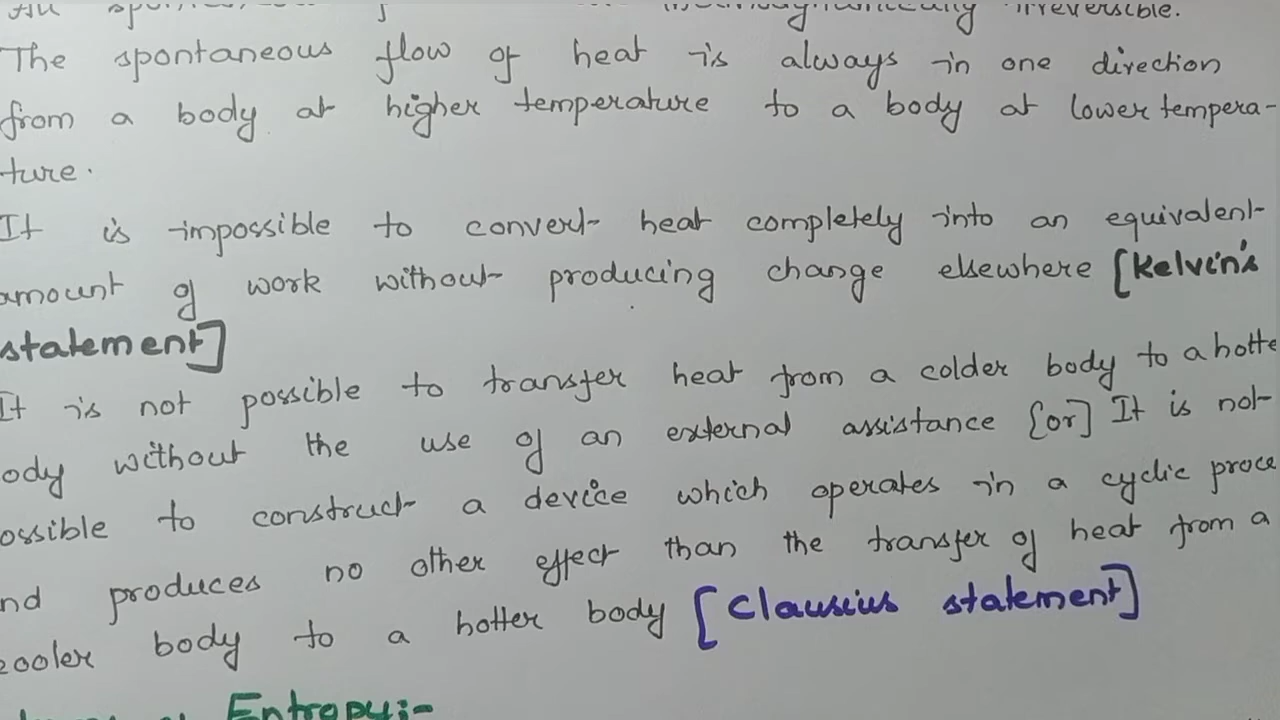 irreversible.
The spontaneous flow of heat is always in one direction
from a body at higher temperature to a body at lower tempera-
ture.
It is impossible to convert heat completely into an equivalent
amount of work without producing change elsewhere [Kelvin's
statement]
It is not possible to transfer heat from a colder body to a hotte
ody without the use of an external assistance [or] It is not
ossible to construct a device which operates in a cyclic proce
nd produces no other effect than the transfer of heat from a
cooler body to a hotter body [Clausius statement]
Entropy:-